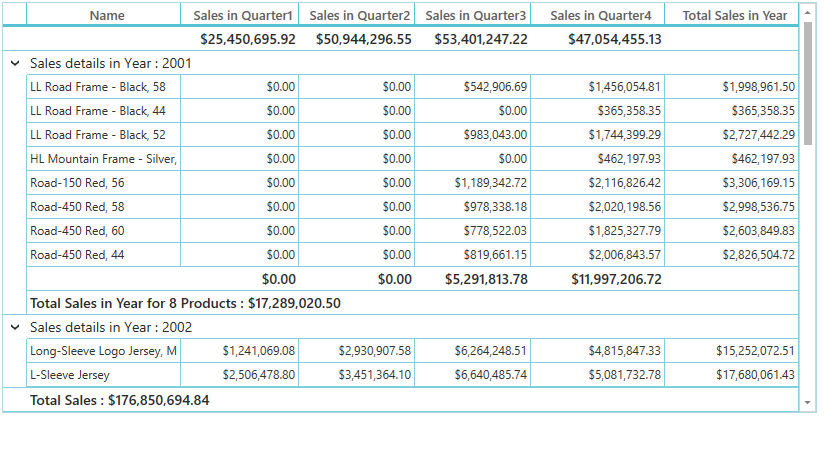 Name Sales in Quarter1 Sales in Quarter2 Sales in Quarter3 Sales in Quarter4 Total Sales in Year
$25,450,695.92 $50,944,296.55 $53,401,247.22 $47,054,455.13
Sales details in Year : 2001
LL Road Frame - Black, 58 $0.00 $0.00 $542,906.69 $1,456,054.81 $1,998,961.50
LL Road Frame - Black, 44 $0.00 $0.00 $0.00 $365,358.35 $365,358.35
LL Road Frame - Black, 52 $0.00 $0.00 $983,043.00 $1,744,399.29 $2,727,442.29
HL Mountain Frame - Silver, $0.00 $0.00 $0.00 $462,197.93 $462,197.93
Road-150 Red, 56 $0.00 $0.00 $1,189,342.72 $2,116,826.42 $3,306,169.15
Road-450 Red, 58 $0.00 $0.00 $978,338.18 $2,020,198.56 $2,998,536.75
Road-450 Red, 60 $0.00 $0.00 $778,522.03 $1,825,327.79 $2,603,849.83
Road-450 Red, 44 $0.00 $0.00 $819,661.15 $2,006,843.57 $2,826,504.72
$0.00 $0.00 $5,291,813.78 $11,997,206.72
Total Sales in Year for 8 Products : $17,289,020.50
Sales details in Year : 2002
Long-Sleeve Logo Jersey, M $1,241,069.08 $2,930,907.58 $6,264,248.51 $4,815,847.33 $15,252,072.51
L-Sleeve Jersey $2,506,478.80 $3,451,364.10 $6,640,485.74 $5,081,732.78 $17,680,061.43
Total Sales : $176,850,694.84